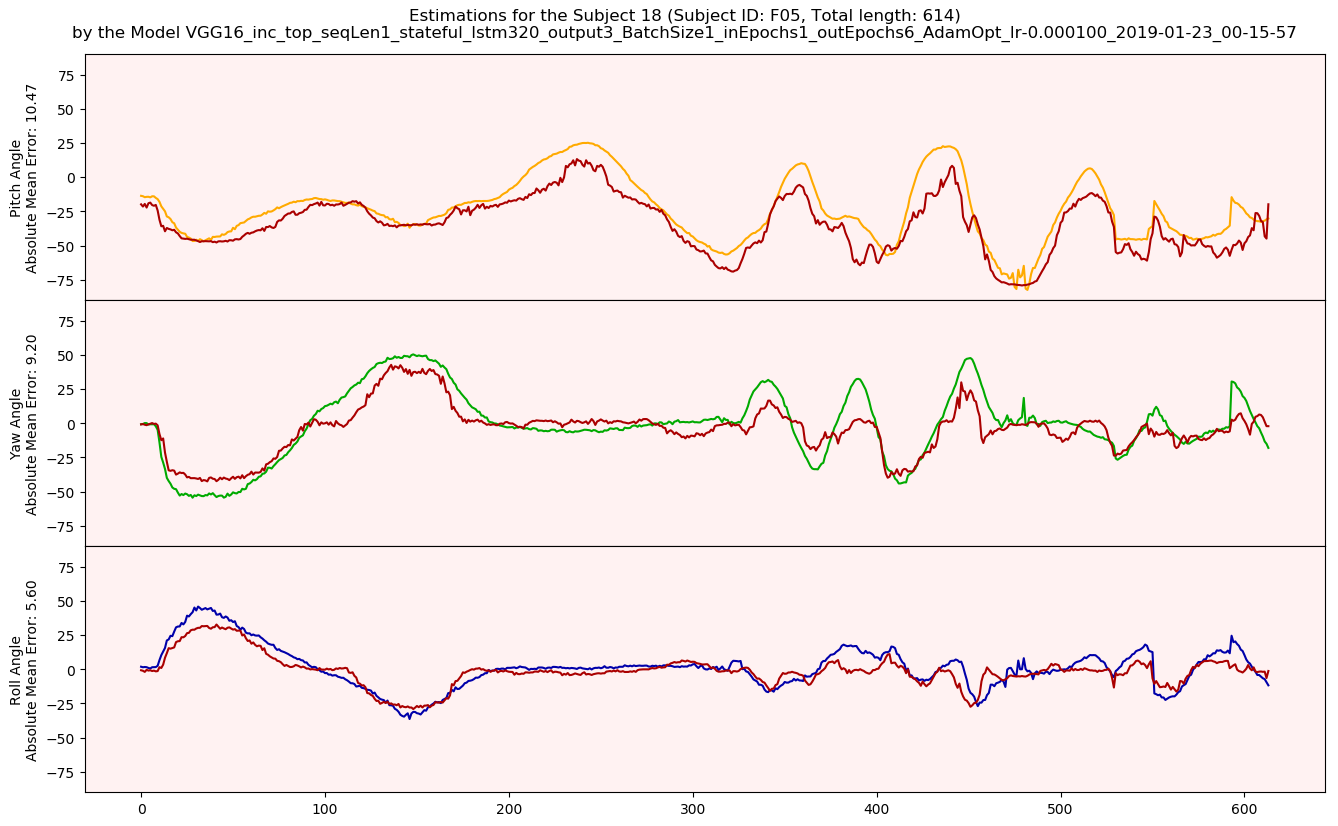 Estimations for the Subject 18 (Subject ID: F05, Total length: 614)
by the Model VGG16_inc_top_seqLen1_stateful_lstm320_output3_BatchSize1_inEpochs1_outEpochs6_AdamOpt_lr-0.000100_2019-01-23_00-15-57
Pitch Angle
Absolute Mean Error: 10.47
75
50
25
0
−25
−50
−75
Yaw Angle
Absolute Mean Error: 9.20
75
50
25
0
−25
−50
−75
Roll Angle
Absolute Mean Error: 5.60
75
50
25
0
−25
−50
−75
0 100 200 300 400 500 600